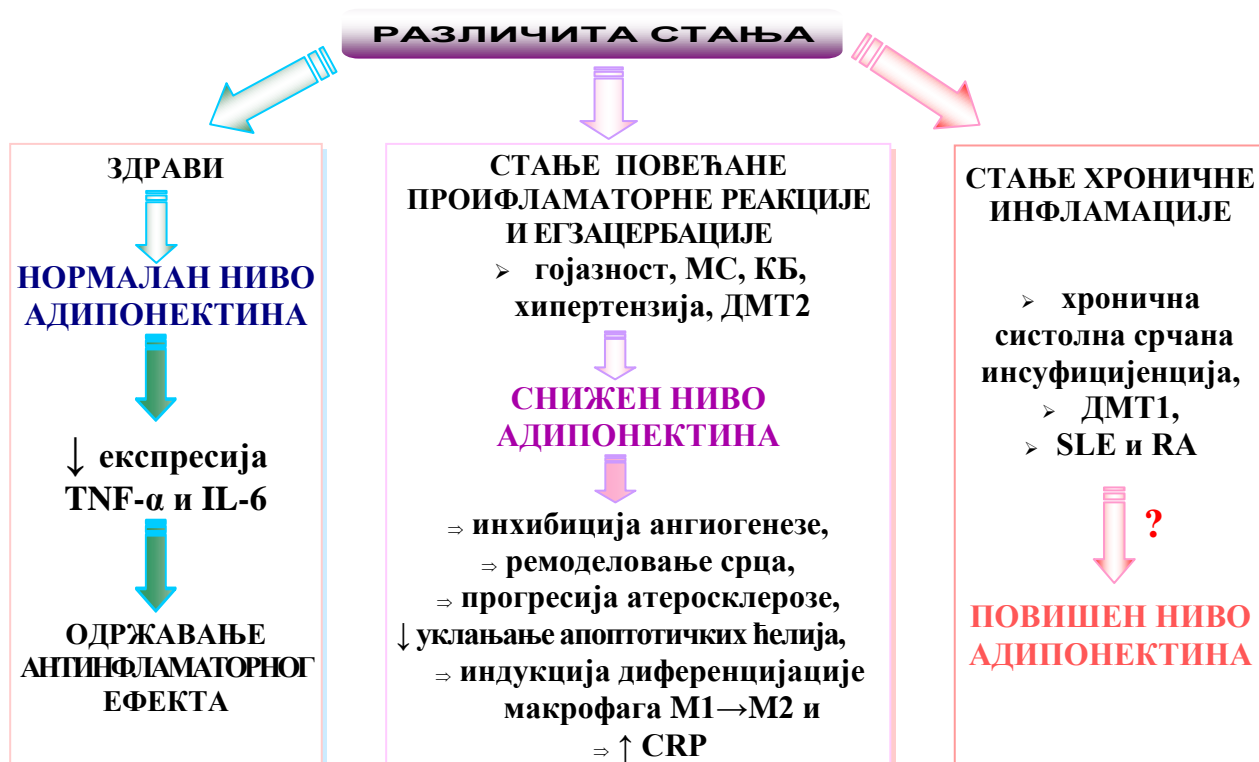 РАЗЛИЧИТА СТАЊА
ЗДРАВИ
НОРМАЛАН НИВО
АДИПОНЕКТИНА
↓ експресија
TNF-α и IL-6
ОДРЖАВАЊЕ
АНТИНФЛАМАТОРНОГ
ЕФЕКТА
СТАЊЕ ПОВЕЋАНЕ
ПРОИФЛАМАТОРНЕ РЕАКЦИЈЕ
И ЕГЗАЦЕРБАЦИЈЕ
➢ гојазност, МС, КБ,
хипертензија, ДМТ2
СНИЖЕН НИВО
АДИПОНЕКТИНА
⇒ инхибиција ангиогенезе,
⇒ ремоделовање срца,
⇒ прогресија атеросклерозе,
↓ уклањање апоптотичких ћелија,
⇒ индукција диференцијације
макрофага М1→М2 и
⇒ ↑ CRP
СТАЊЕ ХРОНИЧНЕ
ИНФЛАМАЦИЈЕ
➢ хронична
систолна срчана
инсуфицијенција,
➢ ДМТ1,
➢ SLE и RA
?
ПОВИШЕН НИВО
АДИПОНЕКТИНА